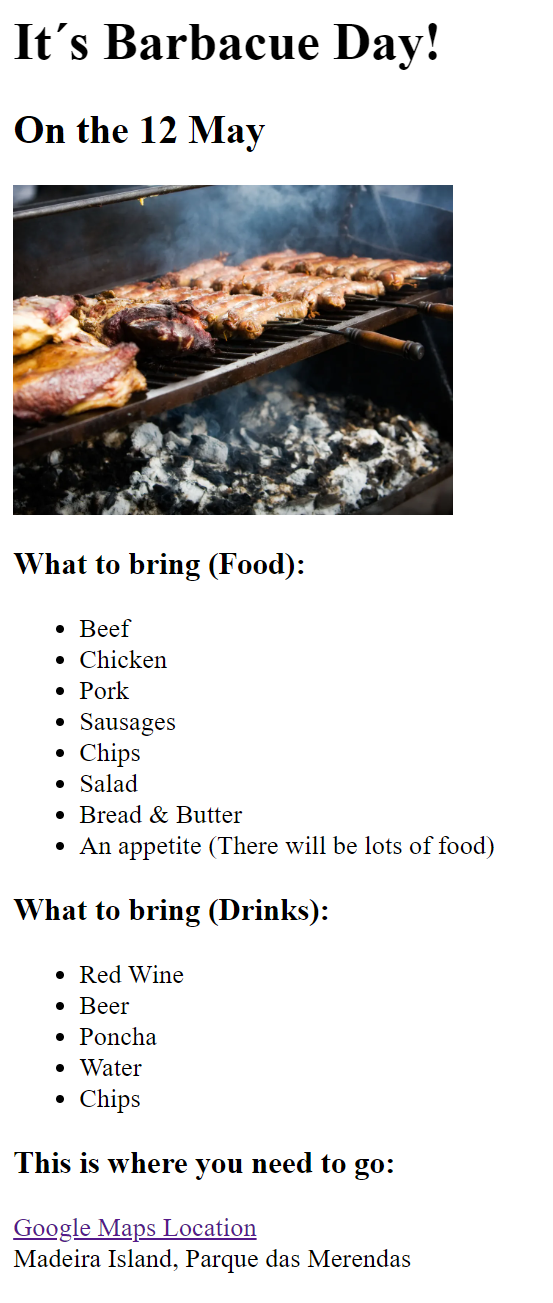 It´s Barbacue Day!
On the 12 May
What to bring (Food):
Beef
Chicken
Pork
Sausages
Chips
Salad
Bread & Butter
An appetite (There will be lots of food)
What to bring (Drinks):
Red Wine
Beer
Poncha
Water
Chips
This is where you need to go:
Google Maps Location
Madeira Island, Parque das Merendas